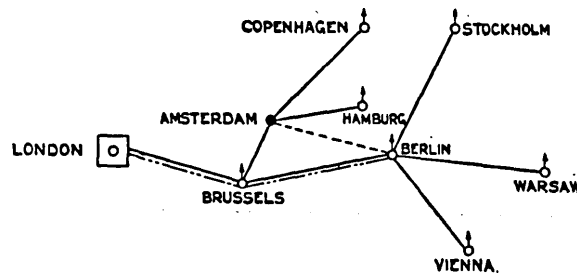 COPENHAGEN
STOCKHOLM
AMSTERDAM
HAMBURG
LONDON
BERLIN
BRUSSELS
WARSAW
VIENNA.